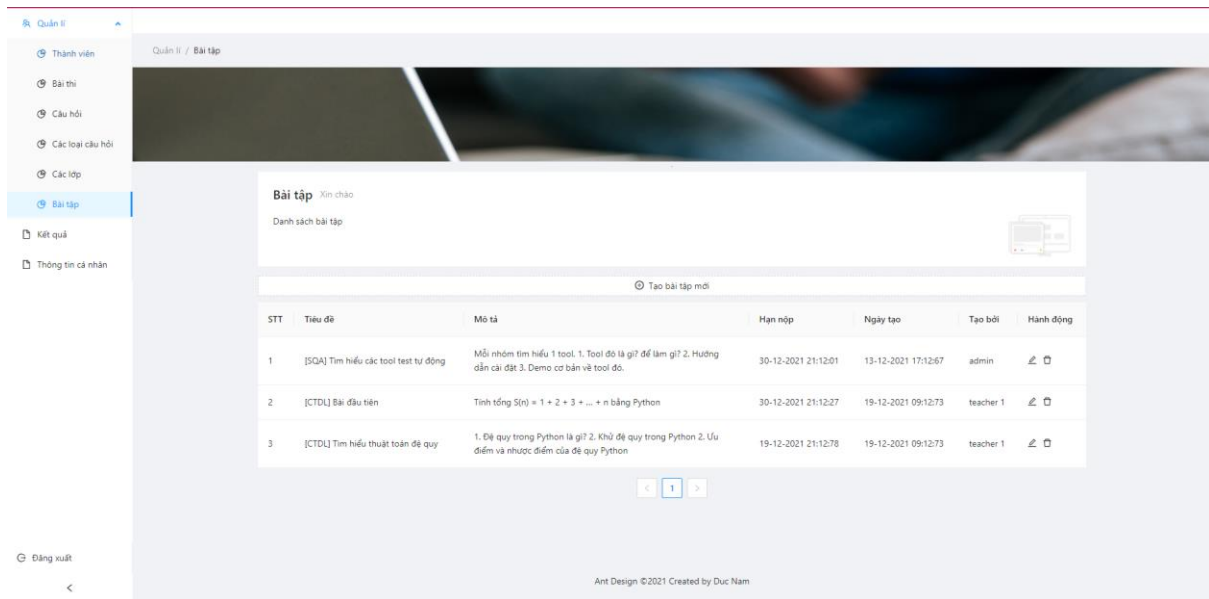 Quản lí
Thành viên
Bài thi
Câu hỏi
Các loại câu hỏi
Các lớp
Bài tập
Kết quả
Thông tin cá nhân
Đăng xuất
Quản lí / Bài tập
Bài tập Xin chào
Danh sách bài tập
Tạo bài tập mới
STT Tiêu đề Mô tả Hạn nộp Ngày tạo Tạo bởi Hành động
1 [SQA] Tìm hiểu các tool test tự động Mỗi nhóm tìm hiểu 1 tool. 1. Tool đó là gì? để làm gì? 2. Hướng
dẫn cài đặt 3. Demo cơ bản về tool đó. 30-12-2021 21:12:01 13-12-2021 17:12:67 admin
2 [CTDL] Bài đầu tiên Tính tổng S(n) = 1 + 2 + 3 + ... + n bằng Python 30-12-2021 21:12:27 19-12-2021 09:12:73 teacher 1
3 [CTDL] Tìm hiểu thuật toán đệ quy 1. Đệ quy trong Python là gì? 2. Khử đệ quy trong Python 2. Ưu
điểm và nhược điểm của đệ quy Python 19-12-2021 21:12:78 19-12-2021 09:12:73 teacher 1
< 1 >
Ant Design ©2021 Created by Duc Nam